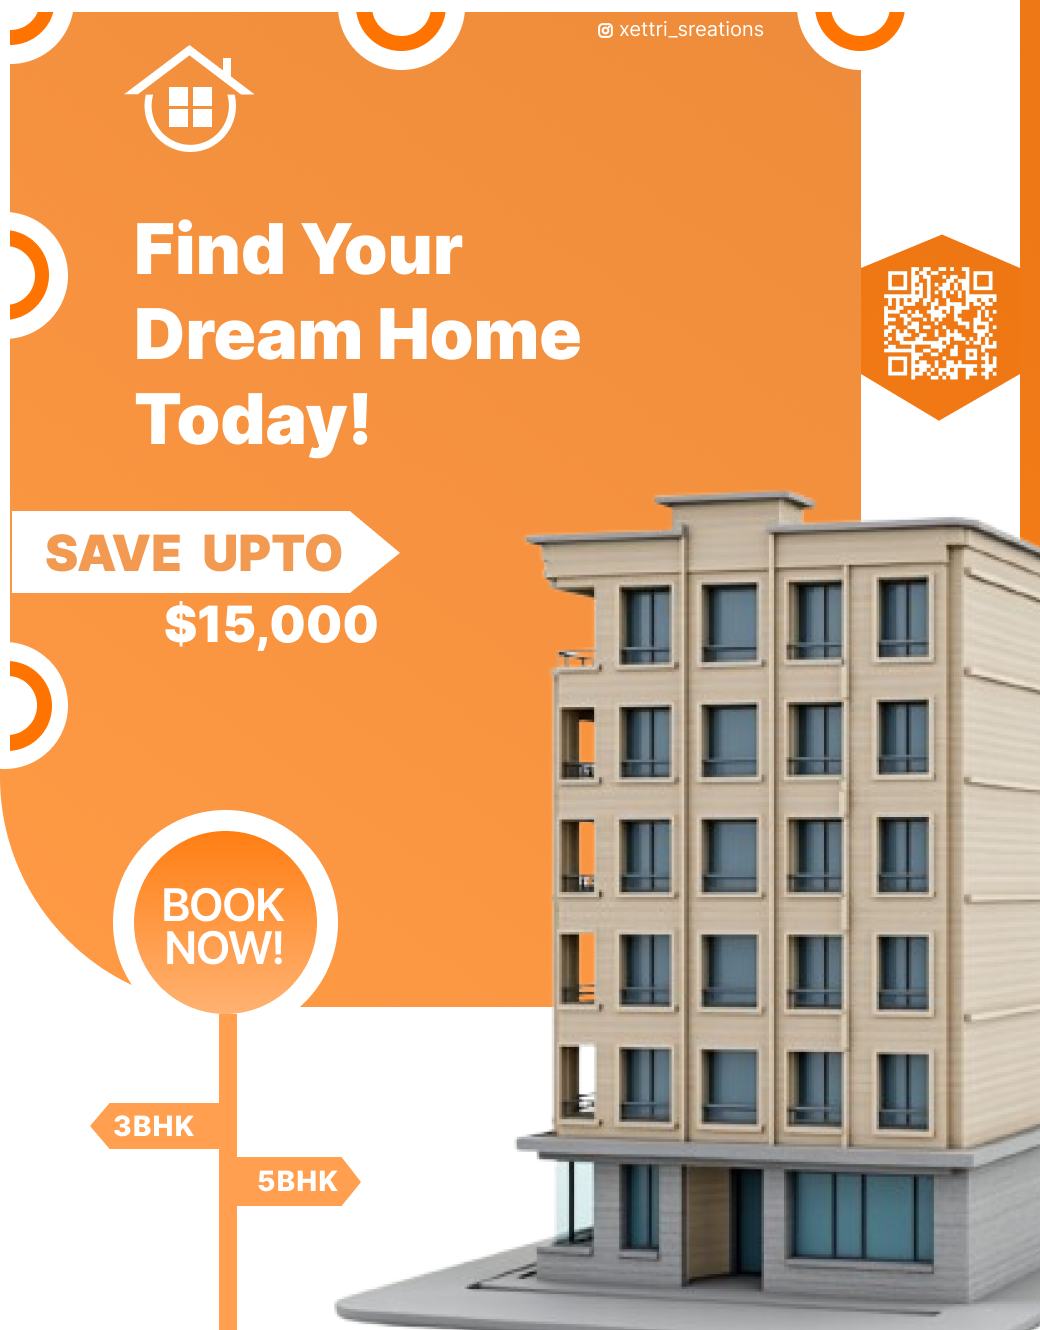 xettri_sreations
Find Your
Dream Home
Today!
SAVE UPTO
$15,000
BOOK
NOW!
3BHK
5BHK